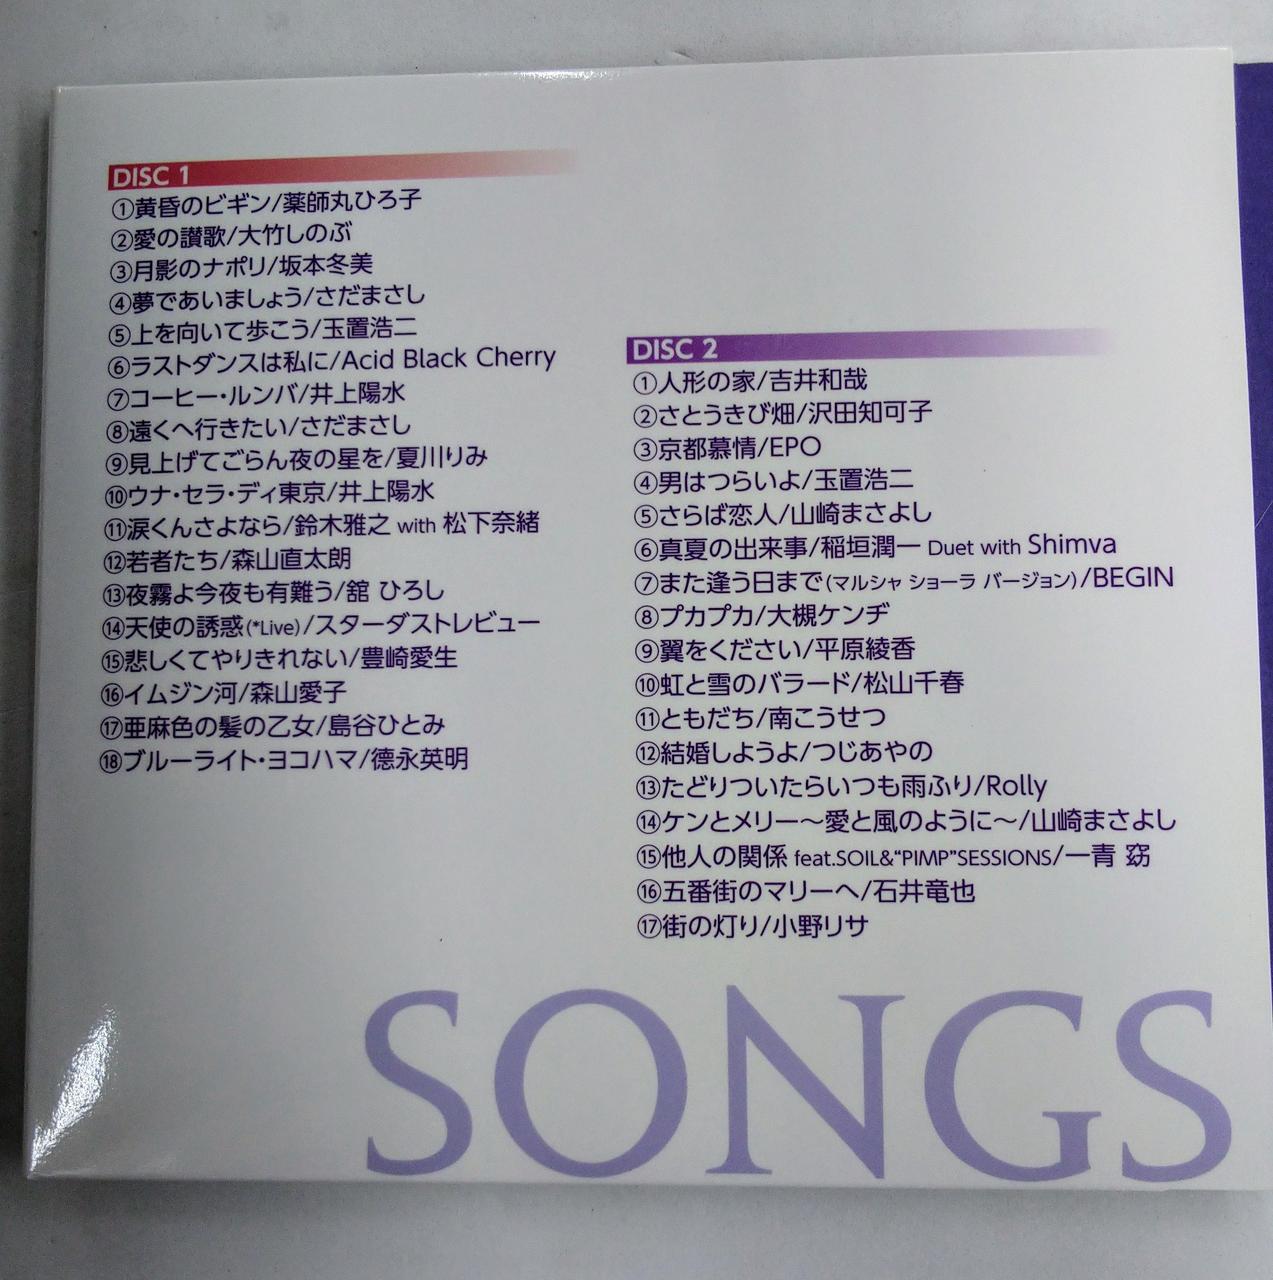 DISC 1
①黄昏のビギン/薬師丸ひろ子
②愛の讃歌/大竹しのぶ
③月影のナポリ/坂本冬美
④夢であいましょう/さだまさし
⑤上を向いて歩こう/玉置浩二
⑥ラストダンスは私に/Acid Black Cherry
⑦コーヒー・ルンバ/井上陽水
⑧遠くへ行きたい/さだまさし
⑨見上げてごらん夜の星を/夏川りみ
⑩ウナ・セラ・ディ東京/井上陽水
⑪涙くんさよなら/鈴木雅之 with 松下奈緒
⑫若者たち/森山直太朗
⑬夜霧よ今夜も有難う/舘 ひろし
⑭天使の誘惑(*Live)/スターダストレビュー
⑮悲しくてやりきれない/豊崎愛生
⑯イムジン河/森山愛子
⑰亜麻色の髪の乙女/島谷ひとみ
⑱ブルーライト・ヨコハマ/德永英明
DISC 2
①人形の家/吉井和哉
②さとうきび畑/沢田知可子
③京都慕情/EPO
④男はつらいよ/玉置浩二
⑤さらば恋人/山崎まさよし
⑥真夏の出来事/稲垣潤一 Duet with Shimva
⑦また逢う日まで(マルシャ ショーラ バージョン)/BEGIN
⑧プカプカ/大槻ケンヂ
⑨翼をください/平原綾香
⑩虹と雪のバラード/松山千春
⑪ともだち/南こうせつ
⑫結婚しようよ/つじあやの
⑬たどりついたらいつも雨ふり/Rolly
⑭ケンとメリー〜愛と風のように〜/山崎まさよし
⑮他人の関係 feat.SOIL&"PIMP"SESSIONS/一青 窈
⑯五番街のマリーへ/石井竜也
⑰街の灯り/小野リサ
SONGS